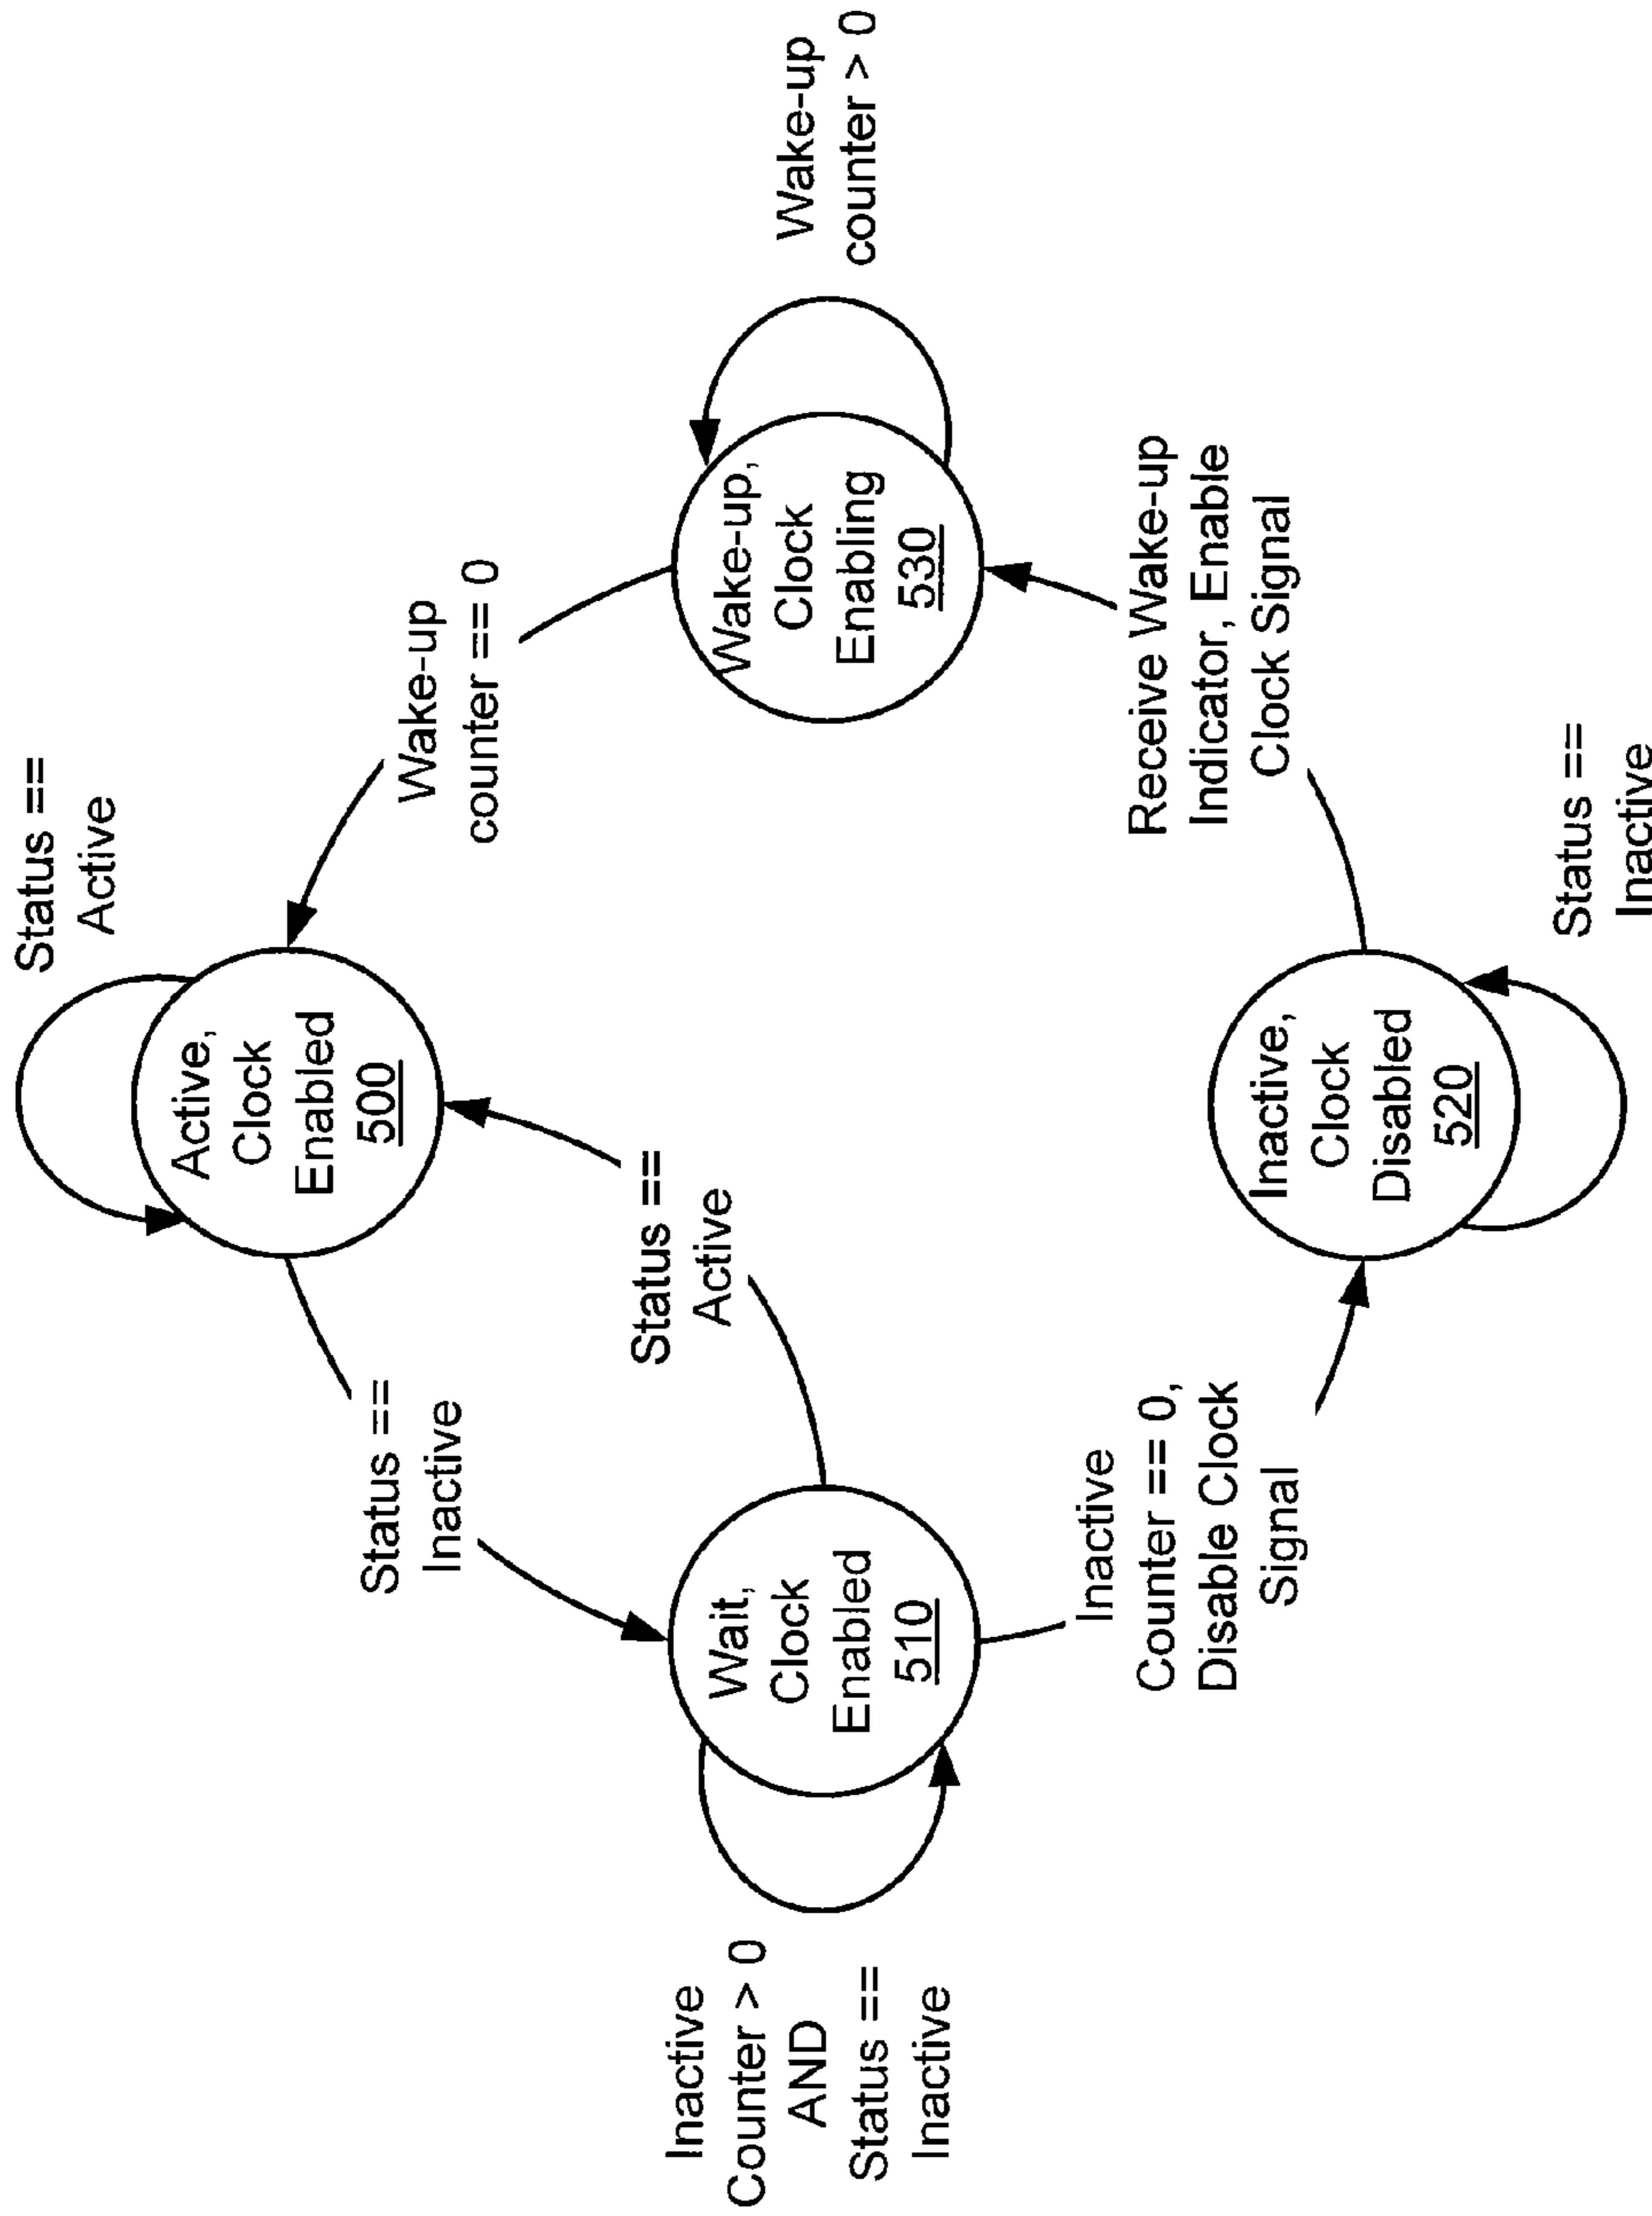 Status ==
Active
Active,
Clock
Enabled
500
Status ==
Inactive
Wake-up
counter == 0
Status ==
Active
Inactive
Counter > 0
AND
Status ==
Inactive
Wait,
Clock
Enabled
510
Wake-up,
Clock
Enabling
530
Wake-up
counter > 0
Inactive
Counter == 0,
Disable Clock
Signal
Receive Wake-up
Indicator, Enable
Clock Signal
Inactive,
Clock
Disabled
520
Status ==
Inactive